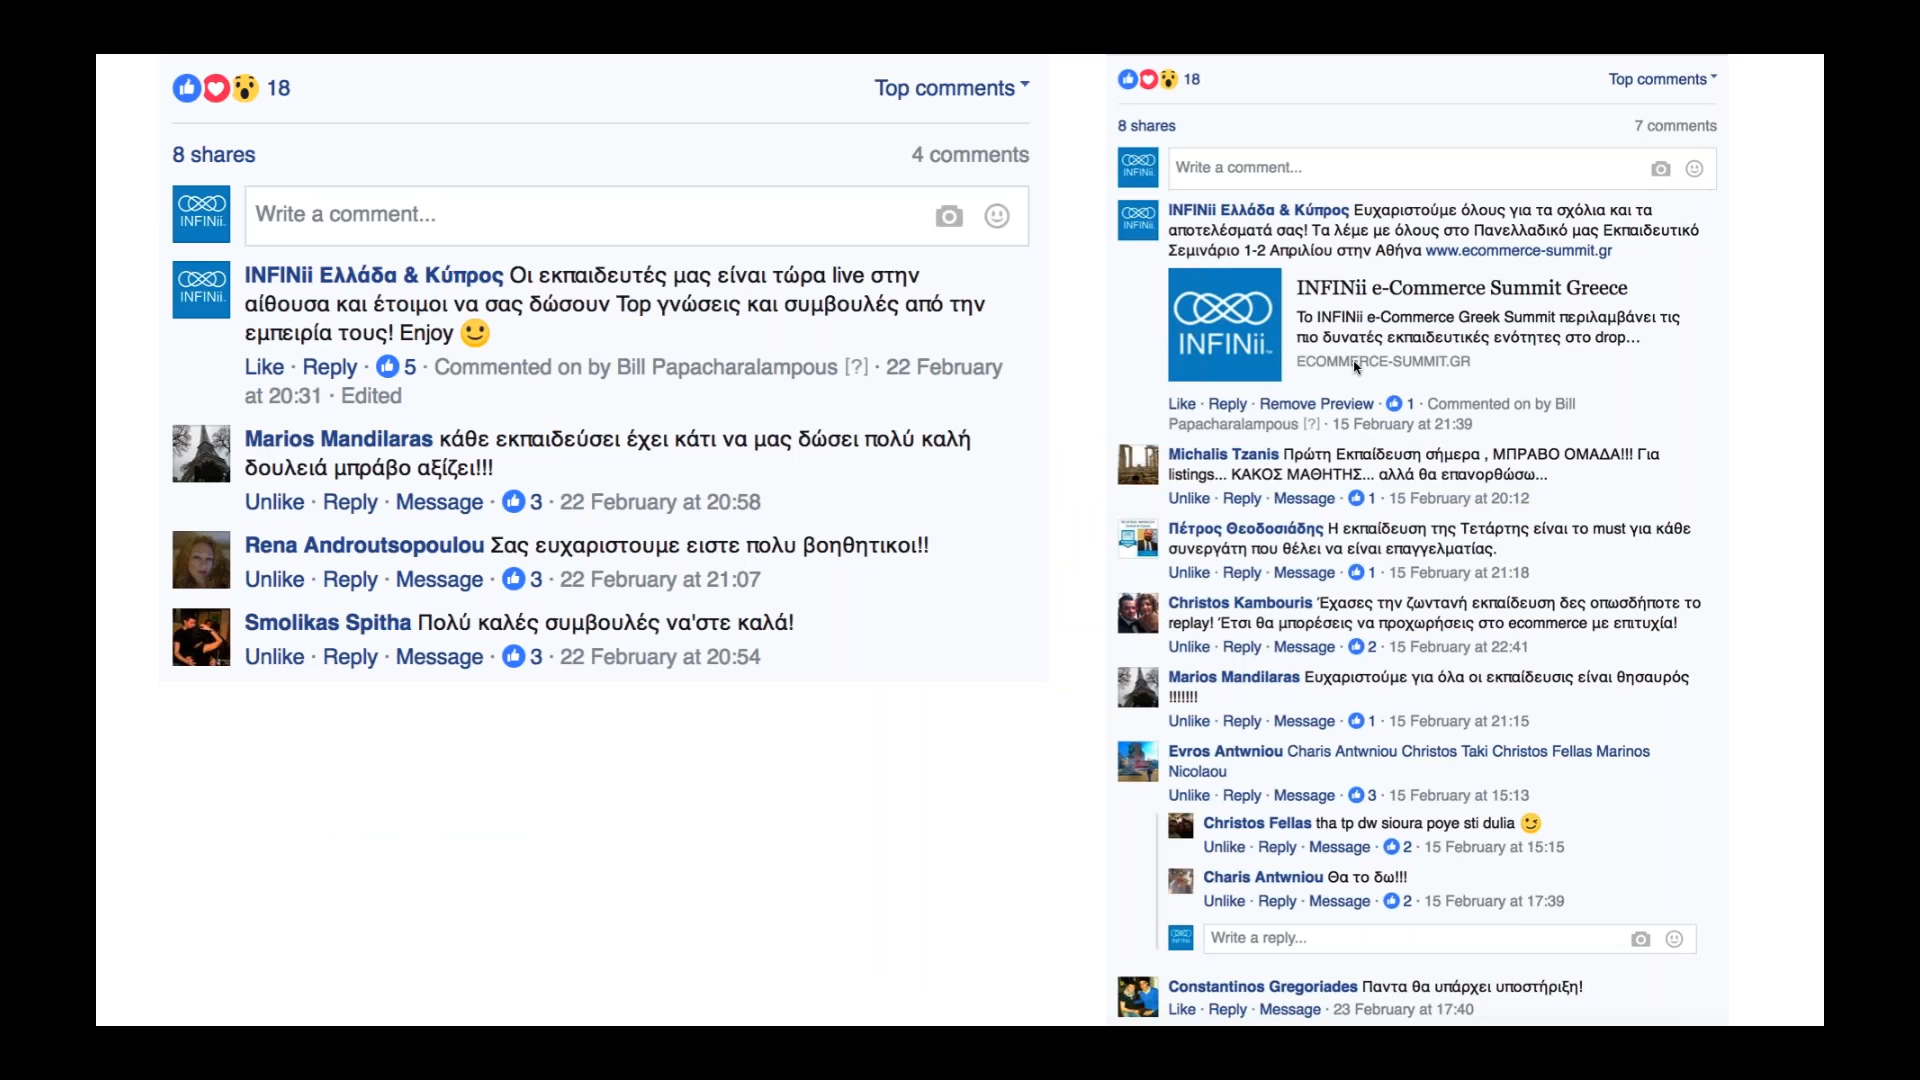 18
Top comments
8 shares
4 comments
INFINii
Write a comment...
INFINii
INFINii Ελλάδα & Κύπρος Οι εκπαιδευτές μας είναι τώρα live στην
αίθουσα και έτοιμοι να σας δώσουν Top γνώσεις και συμβουλές από την
εμπειρία τους! Enjoy
Like · Reply · 5 · Commented on by Bill Papacharalampous [?] · 22 February
at 20:31 · Edited
Marios Mandilaras κάθε εκπαιδεύσει έχει κάτι να μας δώσει πολύ καλή
δουλειά μπράβο αξίζει!!!
Unlike · Reply · Message · 3 · 22 February at 20:58
Rena Androutsopoulou Σας ευχαριστουμε ειστε πολυ βοηθητικοι!!
Unlike · Reply · Message · 3 · 22 February at 21:07
Smolikas Spitha Πολύ καλές συμβουλές να'στε καλά!
Unlike · Reply · Message · 3 · 22 February at 20:54
18
Top comments
8 shares
7 comments
INFINii
Write a comment...
INFINii
INFINii Ελλάδα & Κύπρος Ευχαριστούμε όλους για τα σχόλια και τα
αποτελέσματά σας! Τα λέμε με όλους στο Πανελλαδικό μας Εκπαιδευτικό
Σεμινάριο 1-2 Απριλίου στην Αθήνα www.ecommerce-summit.gr
INFINii
INFINii e-Commerce Summit Greece
Το INFINii e-Commerce Greek Summit περιλαμβάνει τις
πιο δυνατές εκπαιδευτικές ενότητες στο drop...
ECOMMERCE-SUMMIT.GR
Like · Reply · Remove Preview · 1 · Commented on by Bill
Papacharalampous [?] · 15 February at 21:39
Michalis Tzanis Πρώτη Εκπαίδευση σήμερα , ΜΠΡΑΒΟ ΟΜΑΔΑ!!! Για
listings... ΚΑΚΟΣ ΜΑΘΗΤΗΣ... αλλά θα επανορθώσω...
Unlike · Reply · Message · 1 · 15 February at 20:12
Πέτρος Θεοδοσιάδης Η εκπαίδευση της Τετάρτης είναι το must για κάθε
συνεργάτη που θέλει να είναι επαγγελματίας.
Unlike · Reply · Message · 1 · 15 February at 21:18
Christos Kambouris Έχασες την ζωντανή εκπαίδευση δες οπωσδήποτε το
replay! Έτσι θα μπορέσεις να προχωρήσεις στο ecommerce με επιτυχία!
Unlike · Reply · Message · 2 · 15 February at 22:41
Marios Mandilaras Ευχαριστούμε για όλα οι εκπαίδευσις είναι θησαυρός
!!!!!!!
Unlike · Reply · Message · 1 · 15 February at 21:15
Evros Antwniou Charis Antwniou Christos Taki Christos Fellas Marinos
Nicolaou
Unlike · Reply · Message · 3 · 15 February at 15:13
Christos Fellas tha tp dw sioura poye sti dulia
Unlike · Reply · Message · 2 · 15 February at 15:15
Charis Antwniou Θα το δω!!!
Unlike · Reply · Message · 2 · 15 February at 17:39
Write a reply...
Constantinos Gregoriades Παντα θα υπάρχει υποστήριξη!
Like · Reply · Message · 23 February at 17:40